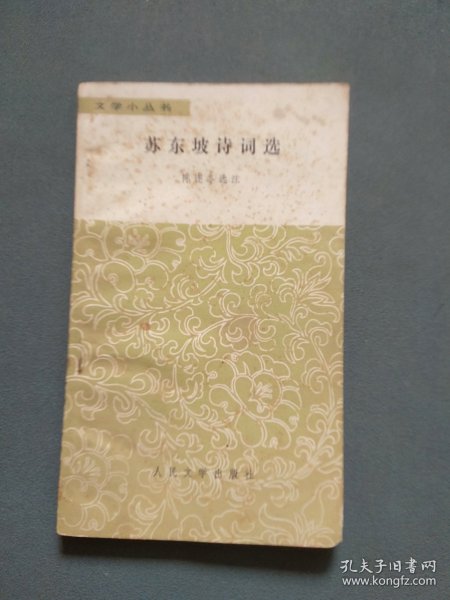 文学小丛书
苏东坡诗词选
陈迩冬选注
人民文学出版社
孔夫子旧书网
www.kongfz.com